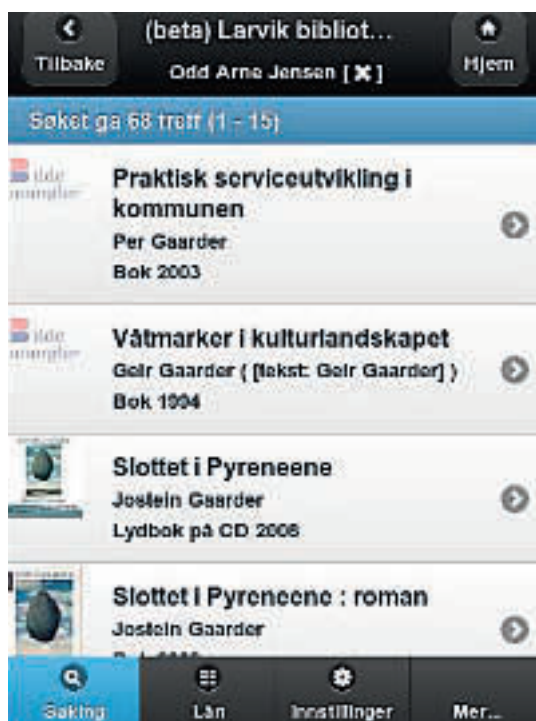 Tilbake
(beta) Larvik bibliot...
Odd Arne Jensen [✖]
Hjem
Søket ga 68 treff (1 - 15)
Praktisk serviceutvikling i
kommunen
Per Gaarder
Bok 2003
Våtmarker i kulturlandskapet
Geir Gaarder ( [tekst: Geir Gaarder] )
Bok 1994
Slottet i Pyreneene
Jostein Gaarder
Lydbok på CD 2008
Slottet i Pyreneene : roman
Jostein Gaarder
Søking
Lån
Innstillinger
Mer...